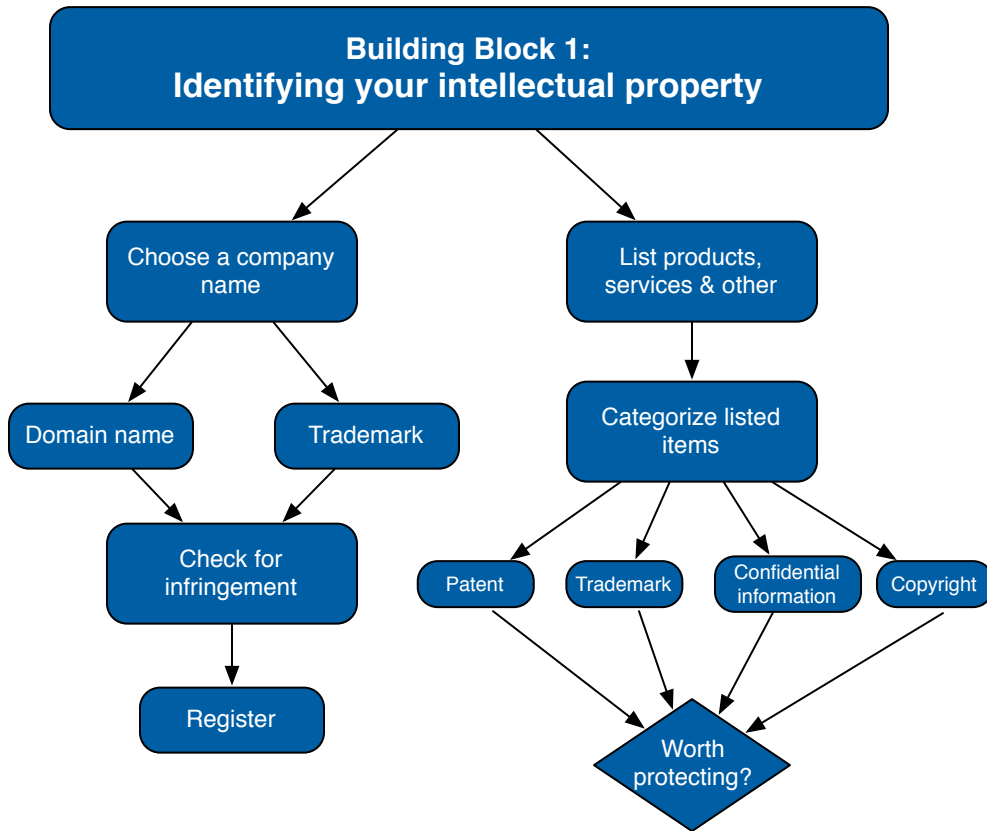 Building Block 1:
Identifying your intellectual property
Choose a company
name
List products,
services & other
Domain name
Trademark
Categorize listed
items
Check for
infringement
Patent
Trademark
Confidential
information
Copyright
Register
Worth
protecting?